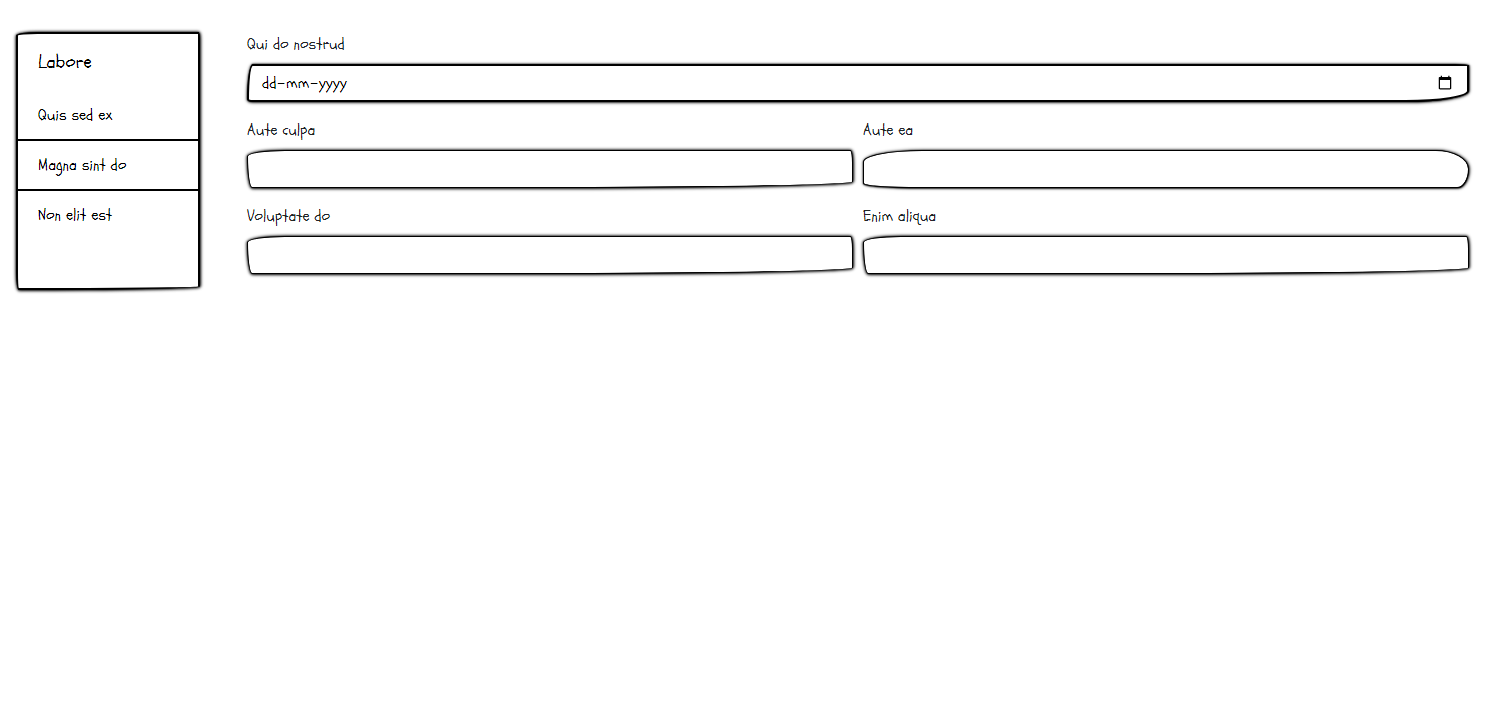 Labore
Quis sed ex
Magna sint do
Non elit est
Qui do nostrud
dd-mm-yyyy
Aute culpa
Aute ea
Voluptate do
Enim aliqua